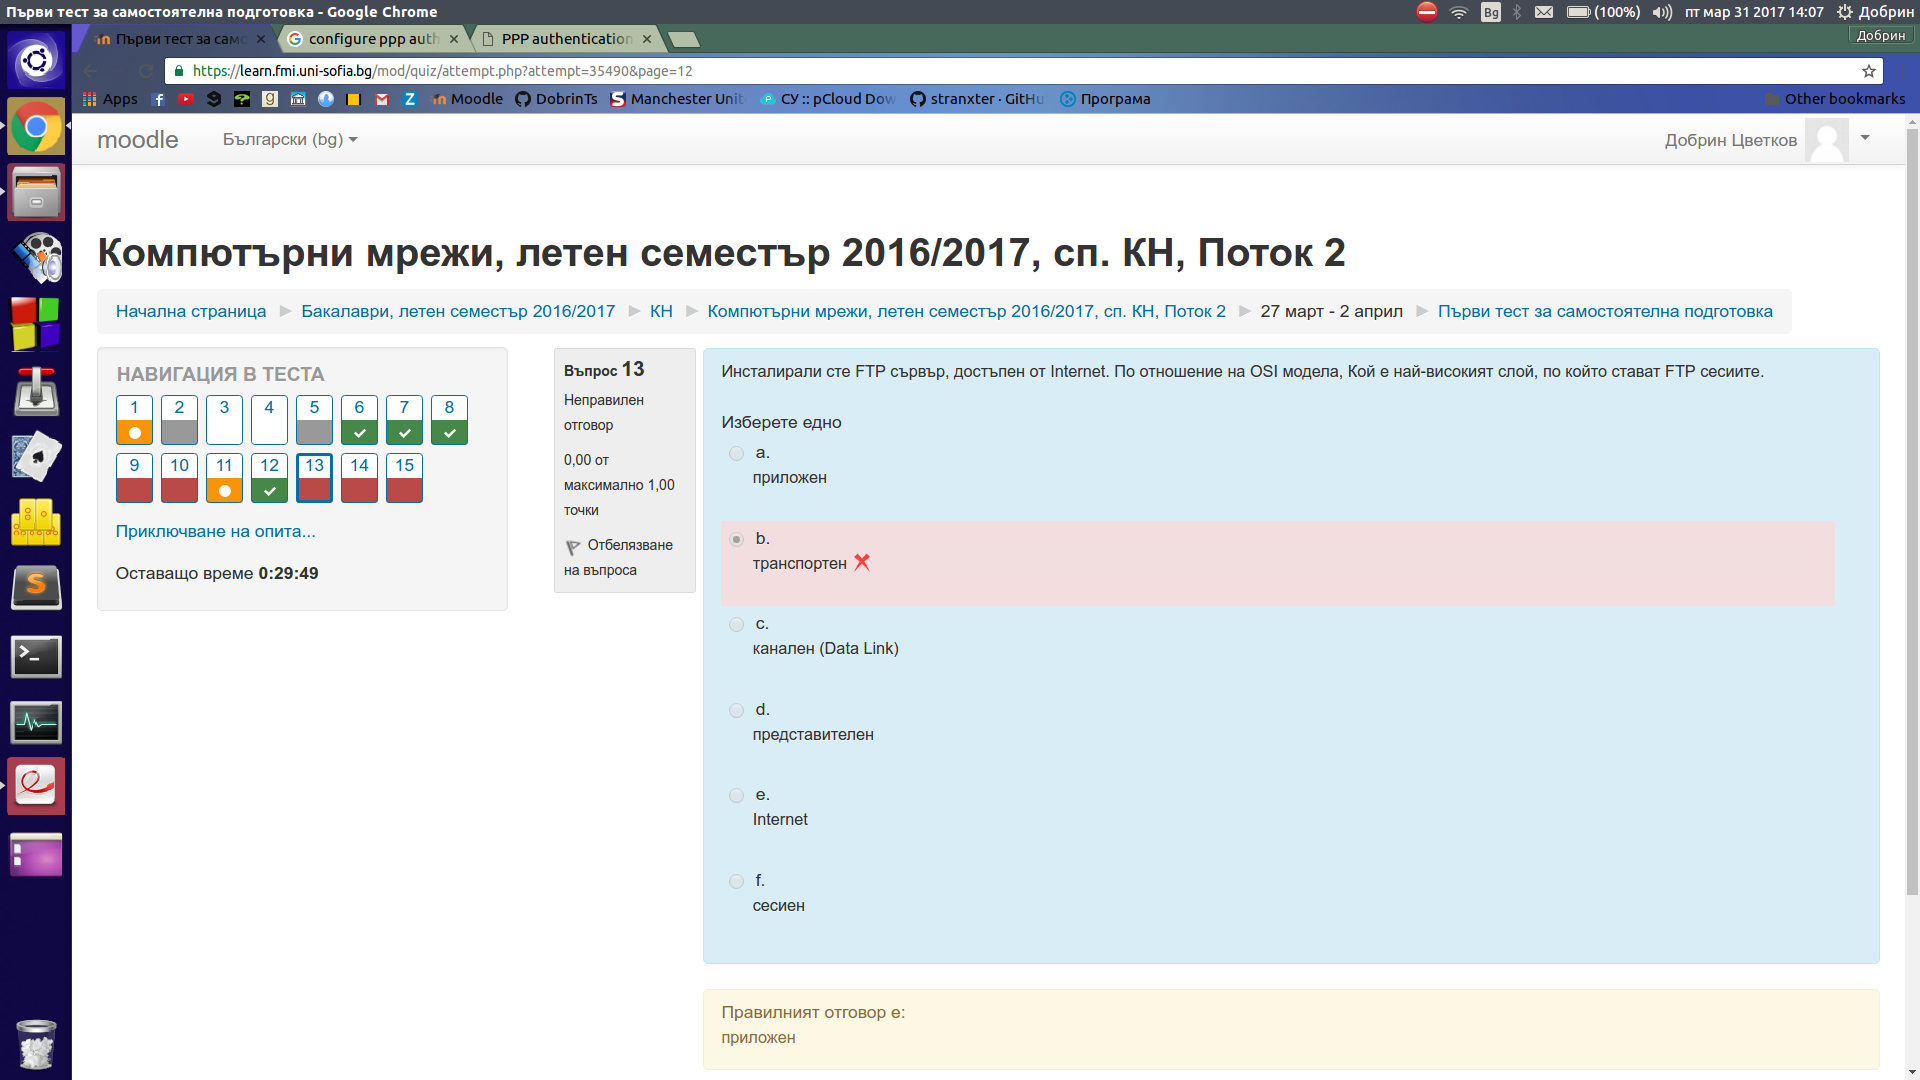 Първи тест за самостоятелна подготовка - Google Chrome
Bg
(100%)
пт мар 31 2017 14:07
Добрин
Първи тест за само
configure ppp auth
PPP authentication
Добрин
https://learn.fmi.uni-sofia.bg/mod/quiz/attempt.php?attempt=35490&page=12
Apps
Moodle
DobrinTs
Manchester Unit
СУ :: pCloud Dow
stranxter · GitHu
Програма
Other bookmarks
moodle
Български (bg)
Добрин Цветков
Компютърни мрежи, летен семестър 2016/2017, сп. КН, Поток 2
Начална страница ► Бакалаври, летен семестър 2016/2017 ► КН ► Компютърни мрежи, летен семестър 2016/2017, сп. КН, Поток 2 ► 27 март - 2 април ► Първи тест за самостоятелна подготовка
НАВИГАЦИЯ В ТЕСТА
1 2 3 4 5 6 7 8
9 10 11 12 13 14 15
Приключване на опита...
Оставащо време 0:29:49
Въпрос 13
Неправилен
отговор
0,00 от
максимално 1,00
точки
Отбелязване
на въпроса
Инсталирали сте FTP сървър, достъпен от Internet. По отношение на OSI модела, Кой е най-високият слой, по който стават FTP сесиите.
Изберете едно
a.
приложен
b.
транспортен
c.
канален (Data Link)
d.
представителен
e.
Internet
f.
сесиен
Правилният отговор е:
приложен